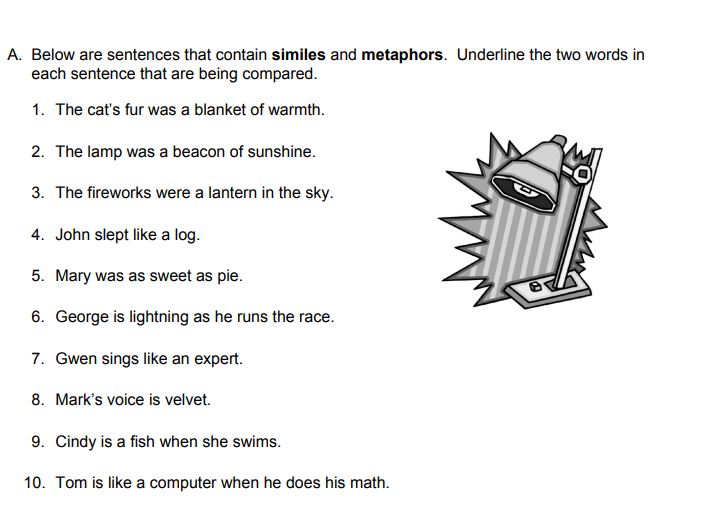 A. Below are sentences that contain similes and metaphors. Underline the two words in
each sentence that are being compared.
1. The cat's fur was a blanket of warmth.
2. The lamp was a beacon of sunshine.
3. The fireworks were a lantern in the sky.
4. John slept like a log.
5. Mary was as sweet as pie.
6. George is lightning as he runs the race.
7. Gwen sings like an expert.
8. Mark's voice is velvet.
9. Cindy is a fish when she swims.
10. Tom is like a computer when he does his math.